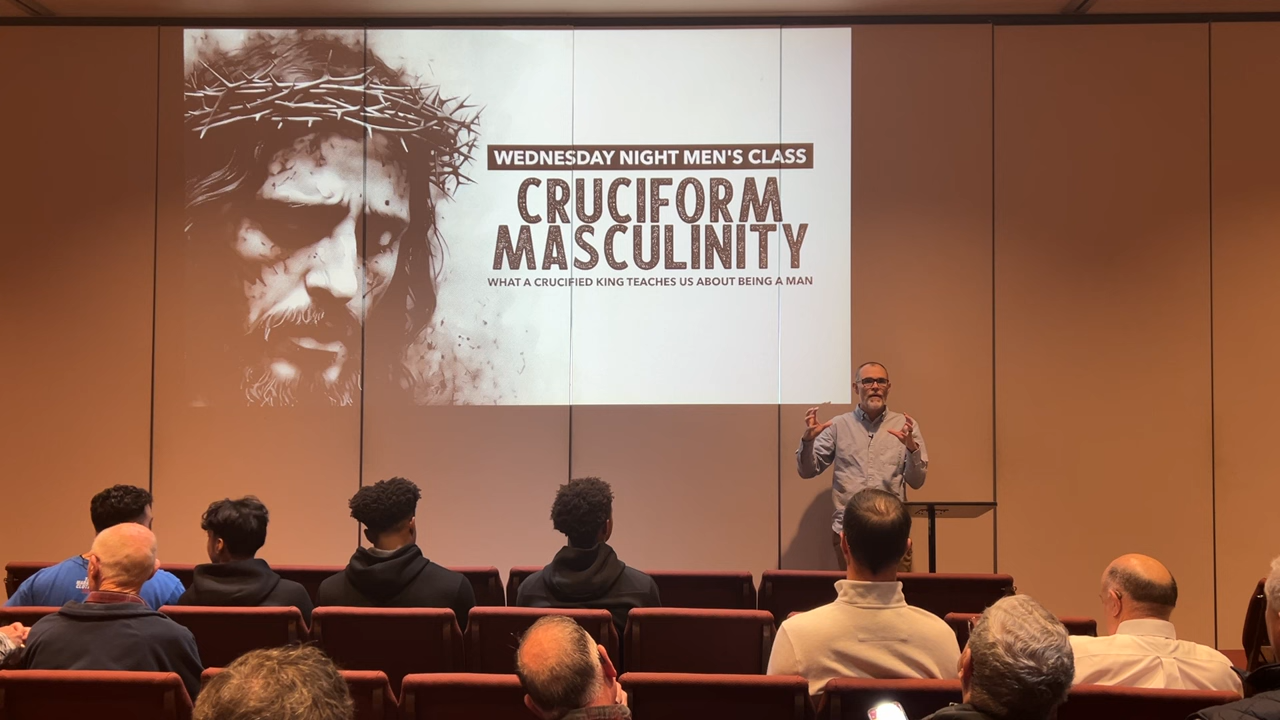 WEDNESDAY NIGHT MEN'S CLASS
CRUCIFORM
MASCULINITY
WHAT A CRUCIFIED KING TEACHES US ABOUT BEING A MAN